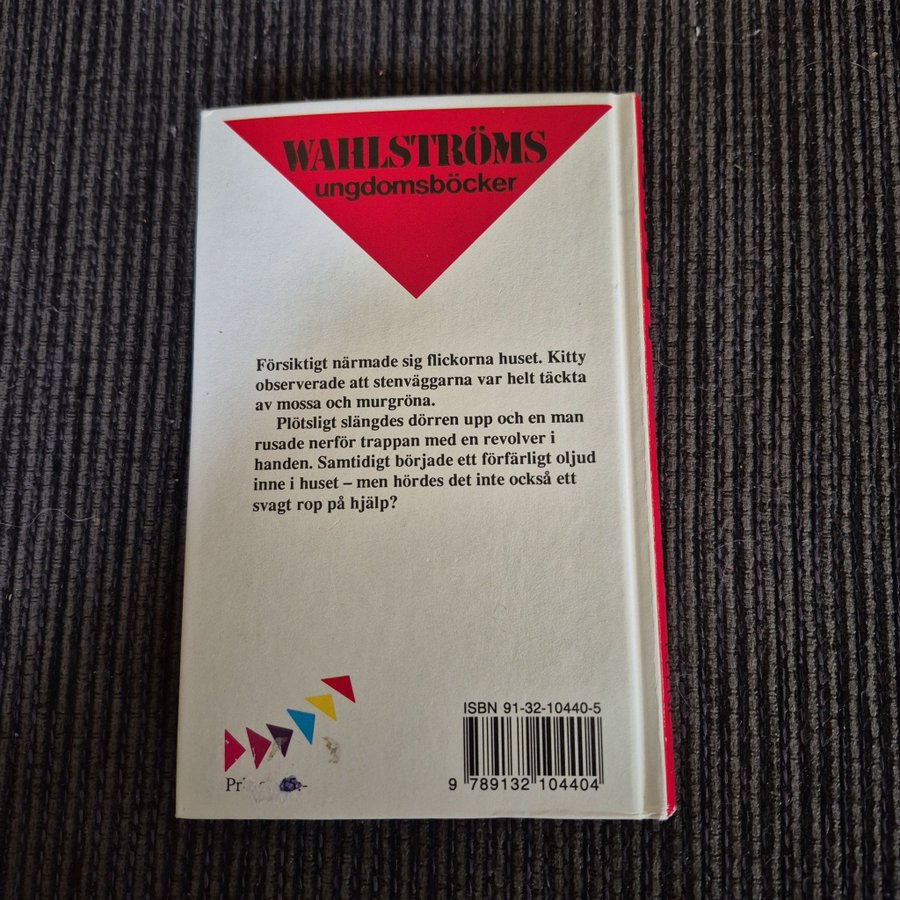 WAHLSTRÖMS
ungdomsböcker
Försiktigt närmade sig flickorna huset. Kitty
observerade att stenväggarna var helt täckta
av mossa och murgröna.
Plötsligt slängdes dörren upp och en man
rusade nerför trappan med en revolver i
handen. Samtidigt började ett förfärligt oljud
inne i huset – men hördes det inte också ett
svagt rop på hjälp?
ISBN 91-32-10440-5
9 789132 104404